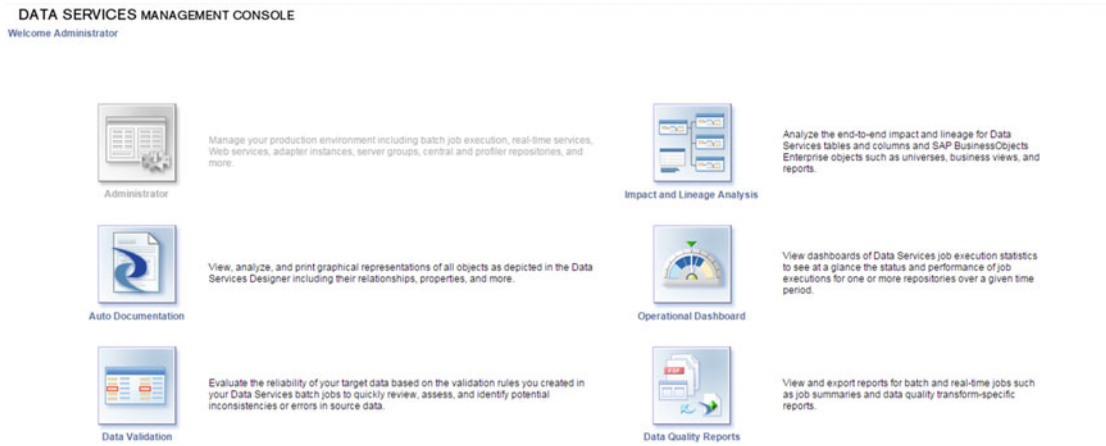 DATA SERVICES MANAGEMENT CONSOLE
Welcome Administrator
Manage your production environment including batch job execution, real-time services,
Web services, adapter instances, server groups, central and profiler repositories, and
more.
Administrator
Analyze the end-to-end impact and lineage for Data
Services tables and columns and SAP BusinessObjects
Enterprise objects such as universes, business views, and
reports.
Impact and Lineage Analysis
View, analyze, and print graphical representations of all objects as depicted in the Data
Services Designer including their relationships, properties, and more.
Auto Documentation
View dashboards of Data Services job execution statistics
to see at a glance the status and performance of job
executions for one or more repositories over a given time
period.
Operational Dashboard
Evaluate the reliability of your target data based on the validation rules you created in
your Data Services batch jobs to quickly review, assess, and identify potential
inconsistencies or errors in source data.
Data Validation
PDF
View and export reports for batch and real-time jobs such
as job summaries and data quality transform-specific
reports.
Data Quality Reports